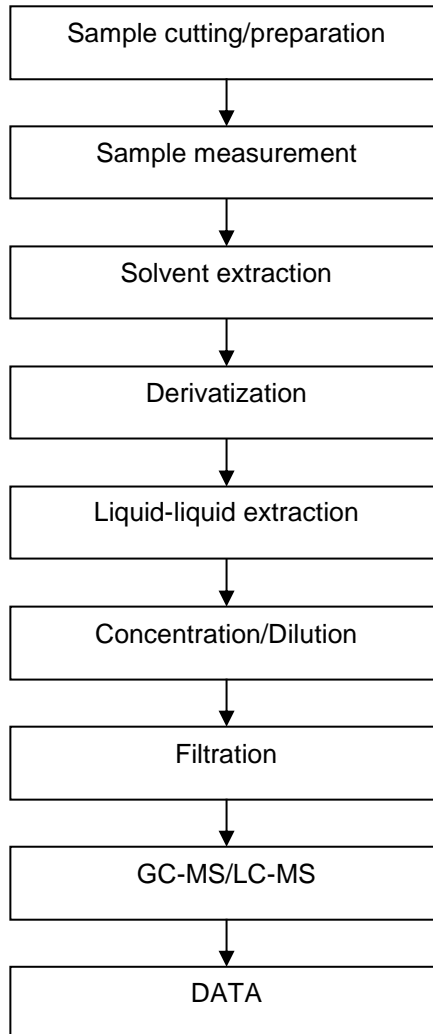 Sample cutting/preparation
Sample measurement
Solvent extraction
Derivatization
Liquid-liquid extraction
Concentration/Dilution
Filtration
GC-MS/LC-MS
DATA